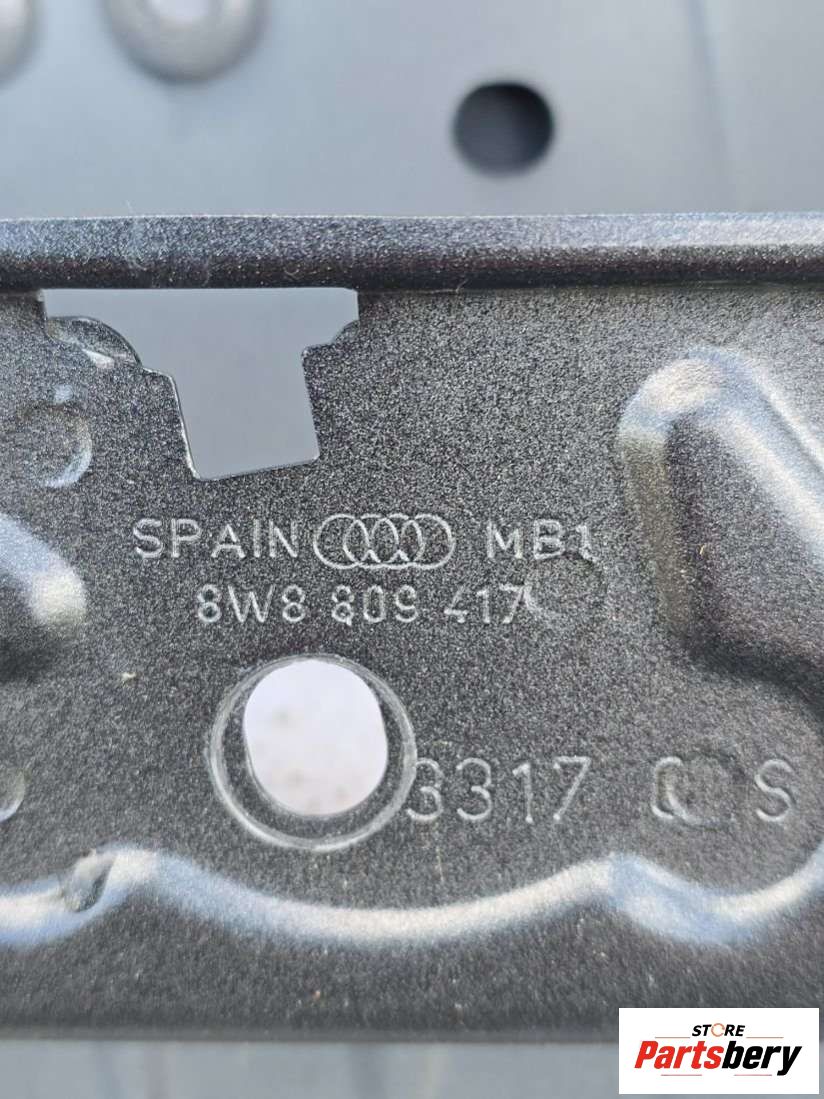 SPAIN MB1
8W8 809 417
3317 S
STORE
Partsbery